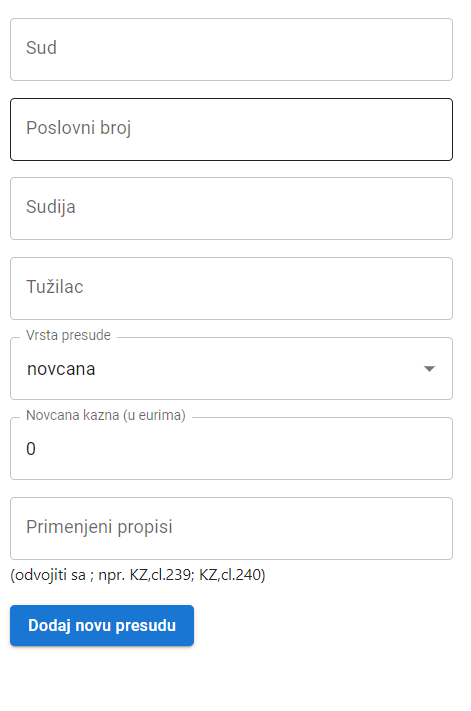 Sud
Poslovni broj
Sudija
Tužilac
Vrsta presude
novcana
Novcana kazna (u eurima)
0
Primenjeni propisi
(odvojiti sa ; npr. KZ,cl.239; KZ,cl.240)
Dodaj novu presudu